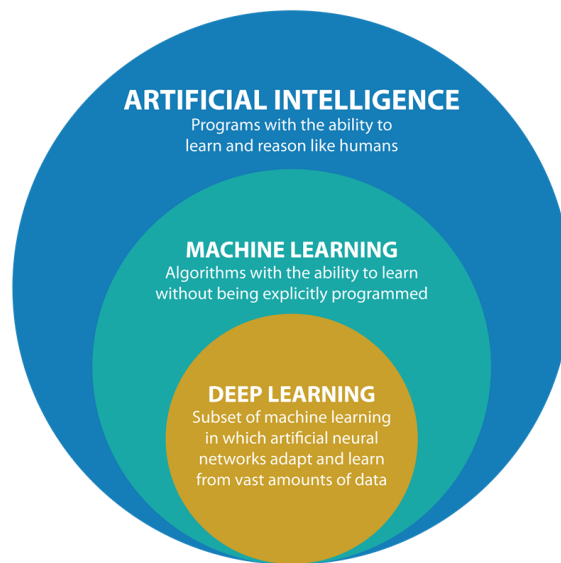 ARTIFICIAL INTELLIGENCE
Programs with the ability to
learn and reason like humans
MACHINE LEARNING
Algorithms with the ability to learn
without being explicitly programmed
DEEP LEARNING
Subset of machine learning
in which artificial neural
networks adapt and learn
from vast amounts of data